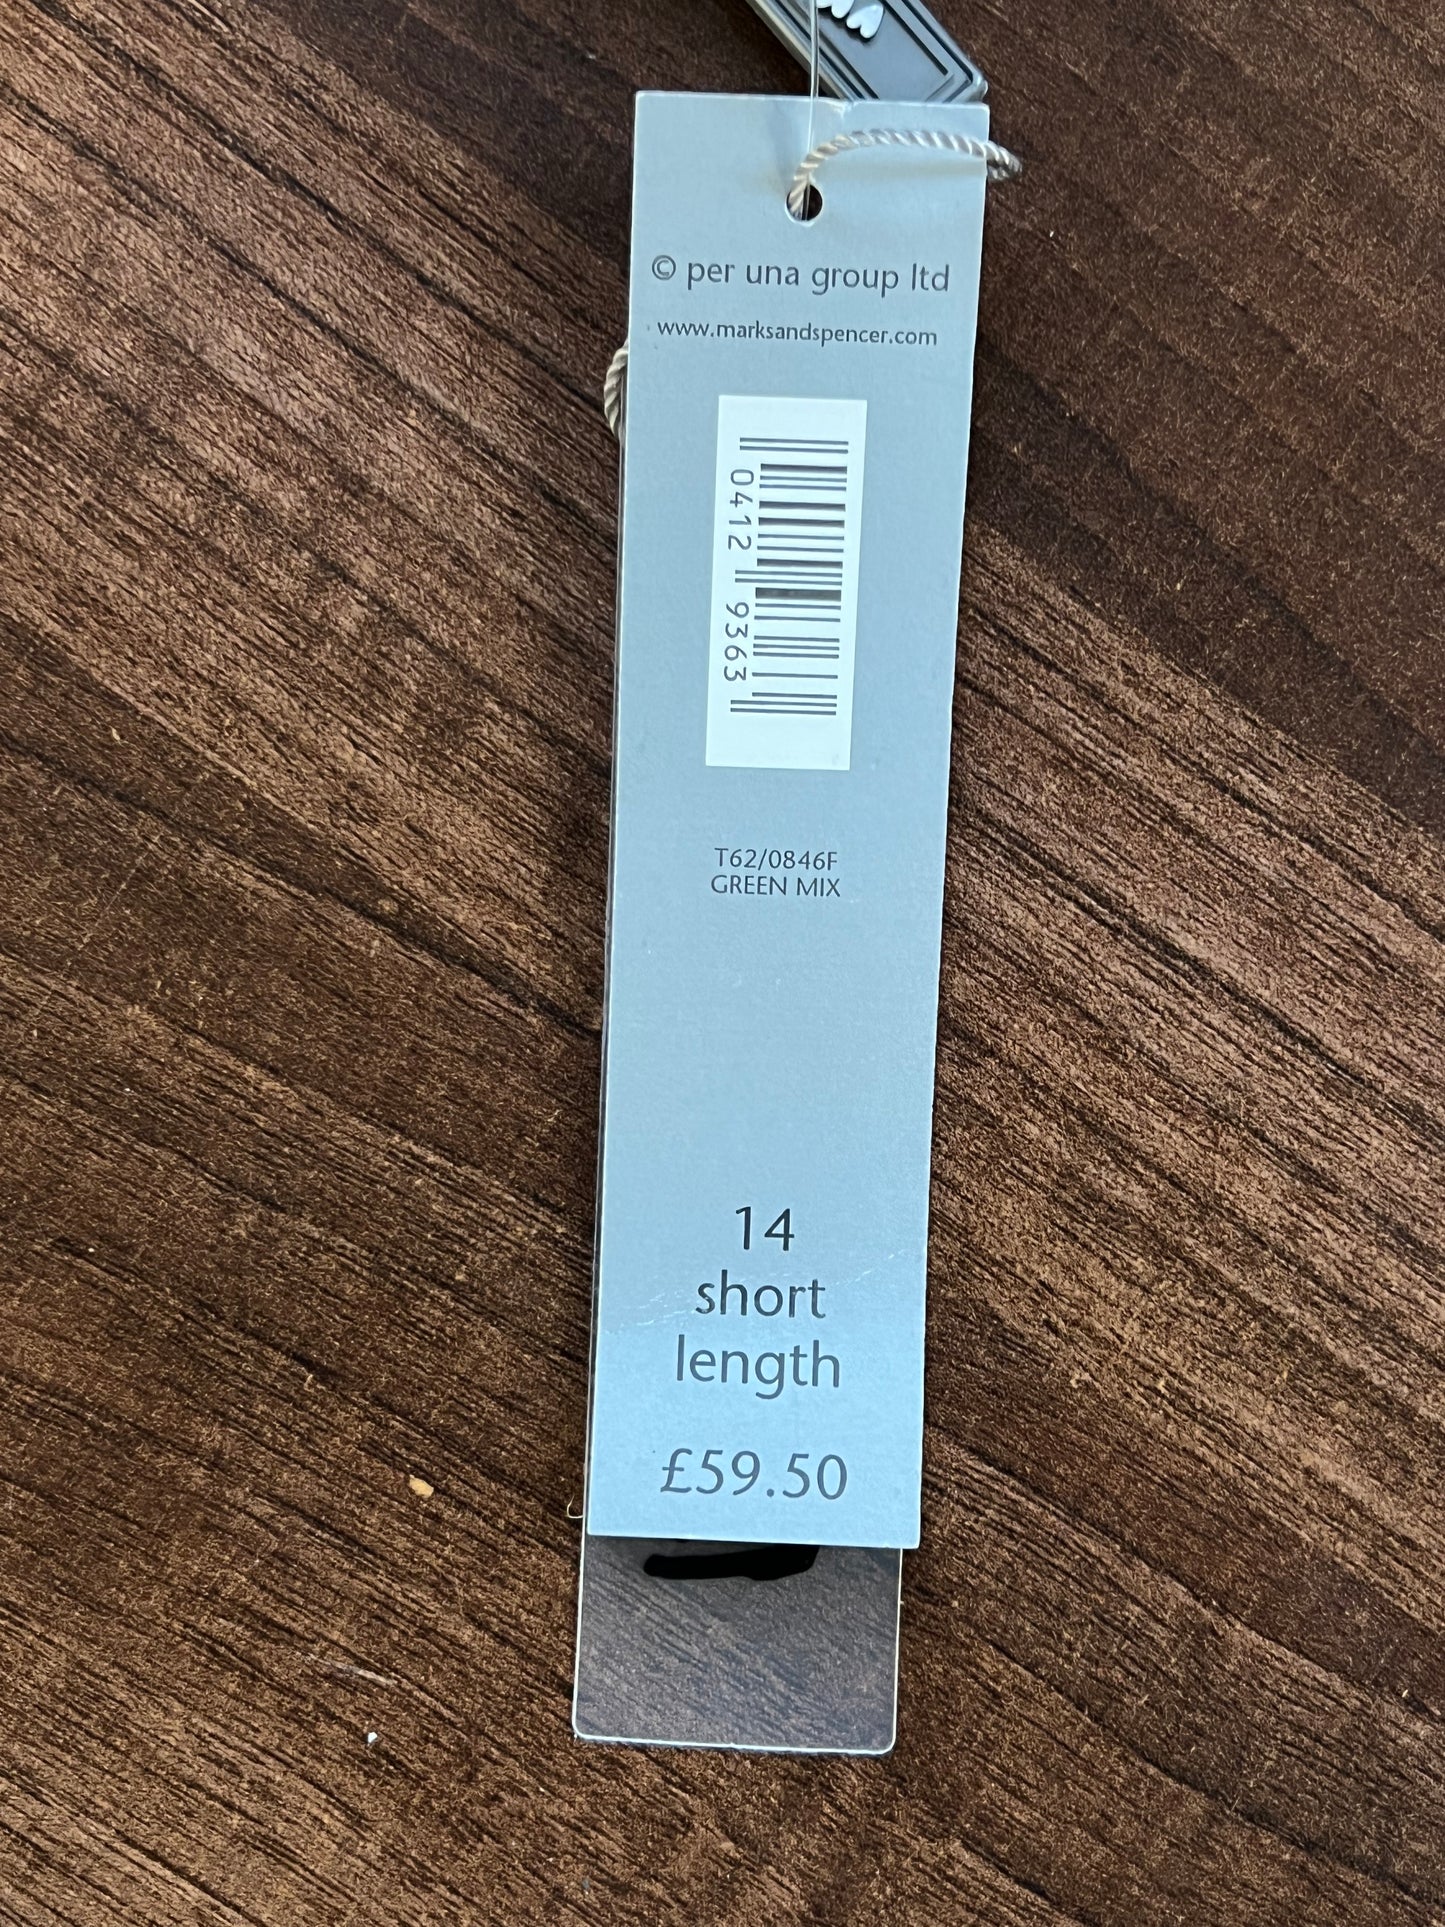 © per una group ltd
www.marksandspencer.com
0412 9363
T62/0846F
GREEN MIX
14
short
length
£59.50